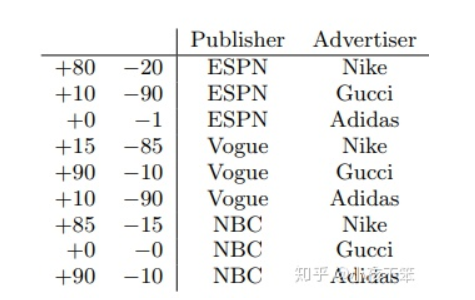 Publisher Advertiser
+80 −20 ESPN Nike
+10 −90 ESPN Gucci
+0 −1 ESPN Adidas
+15 −85 Vogue Nike
+90 −10 Vogue Gucci
+10 −90 Vogue Adidas
+85 −15 NBC Nike
+0 −0 NBC Gucci
+90 −10 NBC Adidas
知乎